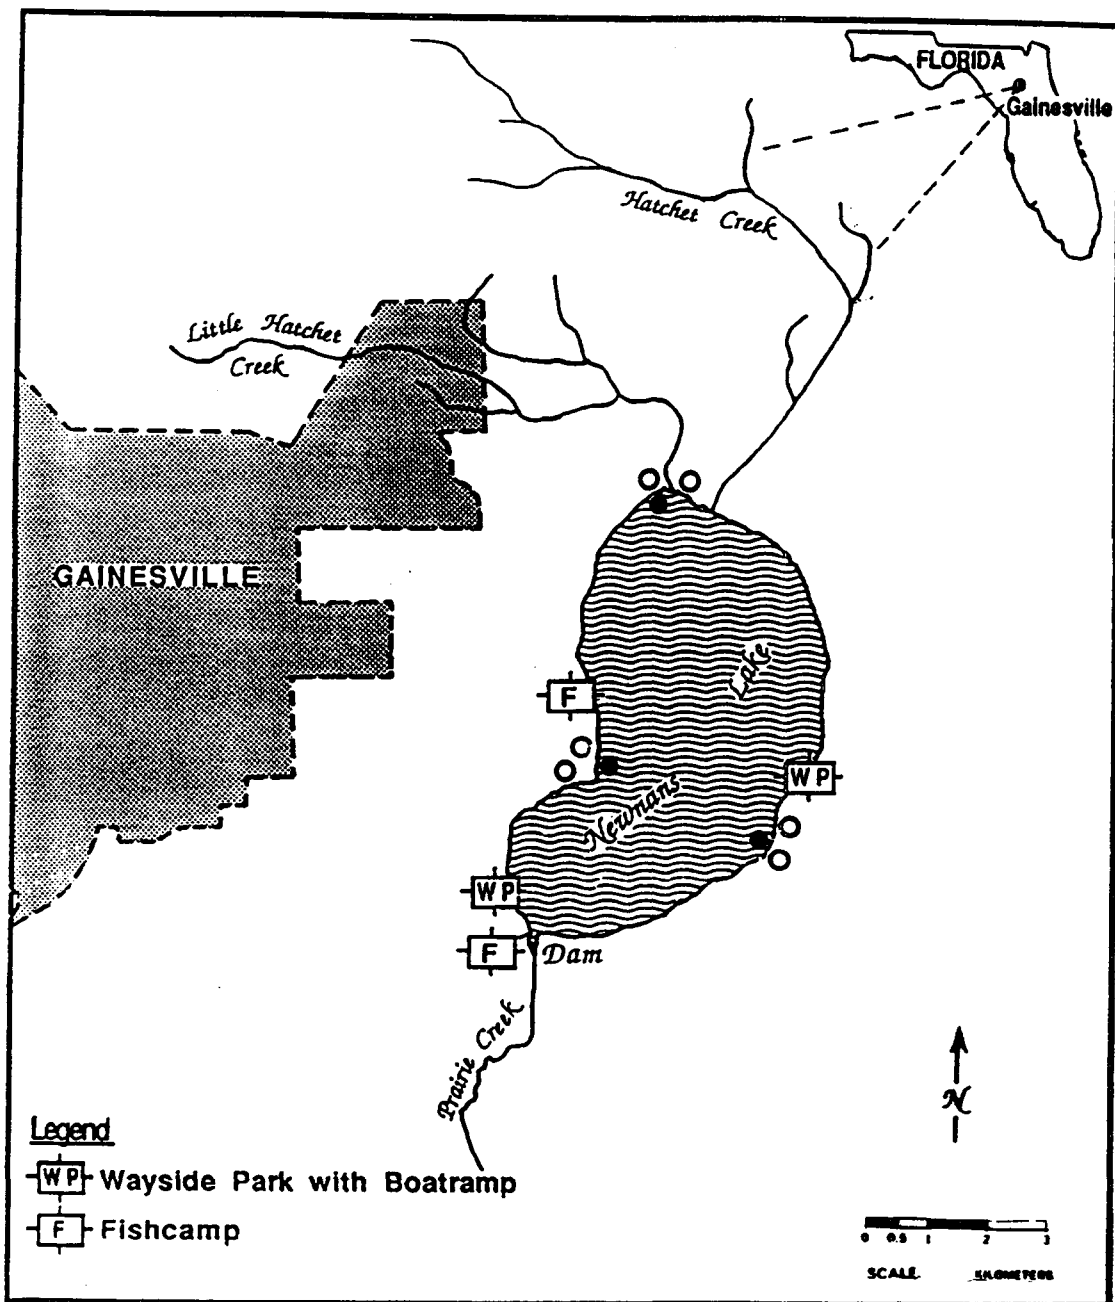 FLORIDA
Gainesville
Hatchet Creek
Little Hatchet
Creek
GAINESVILLE
Lake
F
WP
Newnans
WP
F
Dam
Prairie Creek
N
Legend
WP Wayside Park with Boatramp
F Fishcamp
0 0.5 1 2 3
SCALE KILOMETERS